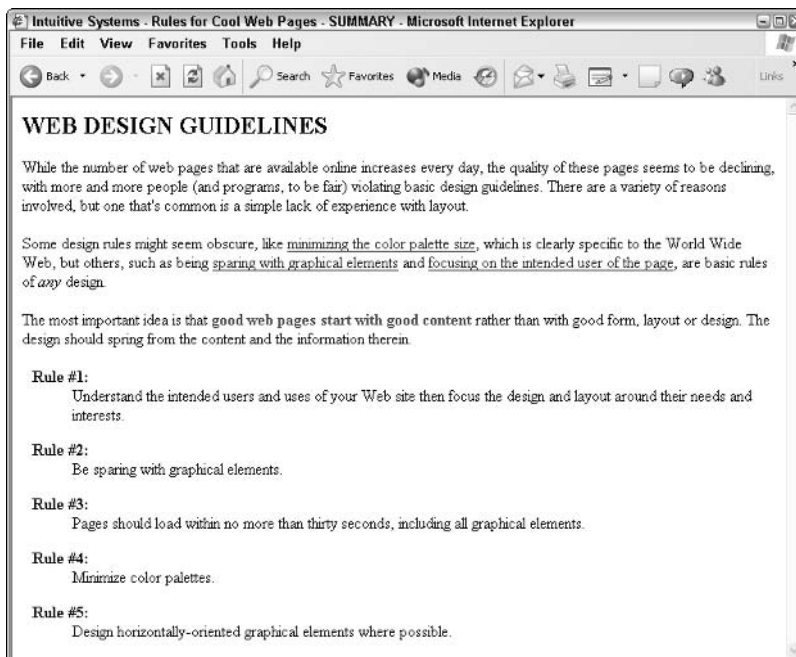 Intuitive Systems - Rules for Cool Web Pages - SUMMARY - Microsoft Internet Explorer
File Edit View Favorites Tools Help
Back Search Favorites Media Links
WEB DESIGN GUIDELINES
While the number of web pages that are available online increases every day, the quality of these pages seems to be declining,
with more and more people (and programs, to be fair) violating basic design guidelines. There are a variety of reasons
involved, but one that's common is a simple lack of experience with layout.
Some design rules might seem obscure, like minimizing the color palette size, which is clearly specific to the World Wide
Web, but others, such as being sparing with graphical elements and focusing on the intended user of the page, are basic rules
of any design.
The most important idea is that good web pages start with good content rather than with good form, layout or design. The
design should spring from the content and the information therein.
Rule #1:
Understand the intended users and uses of your Web site then focus the design and layout around their needs and
interests.
Rule #2:
Be sparing with graphical elements.
Rule #3:
Pages should load within no more than thirty seconds, including all graphical elements.
Rule #4:
Minimize color palettes.
Rule #5:
Design horizontally-oriented graphical elements where possible.